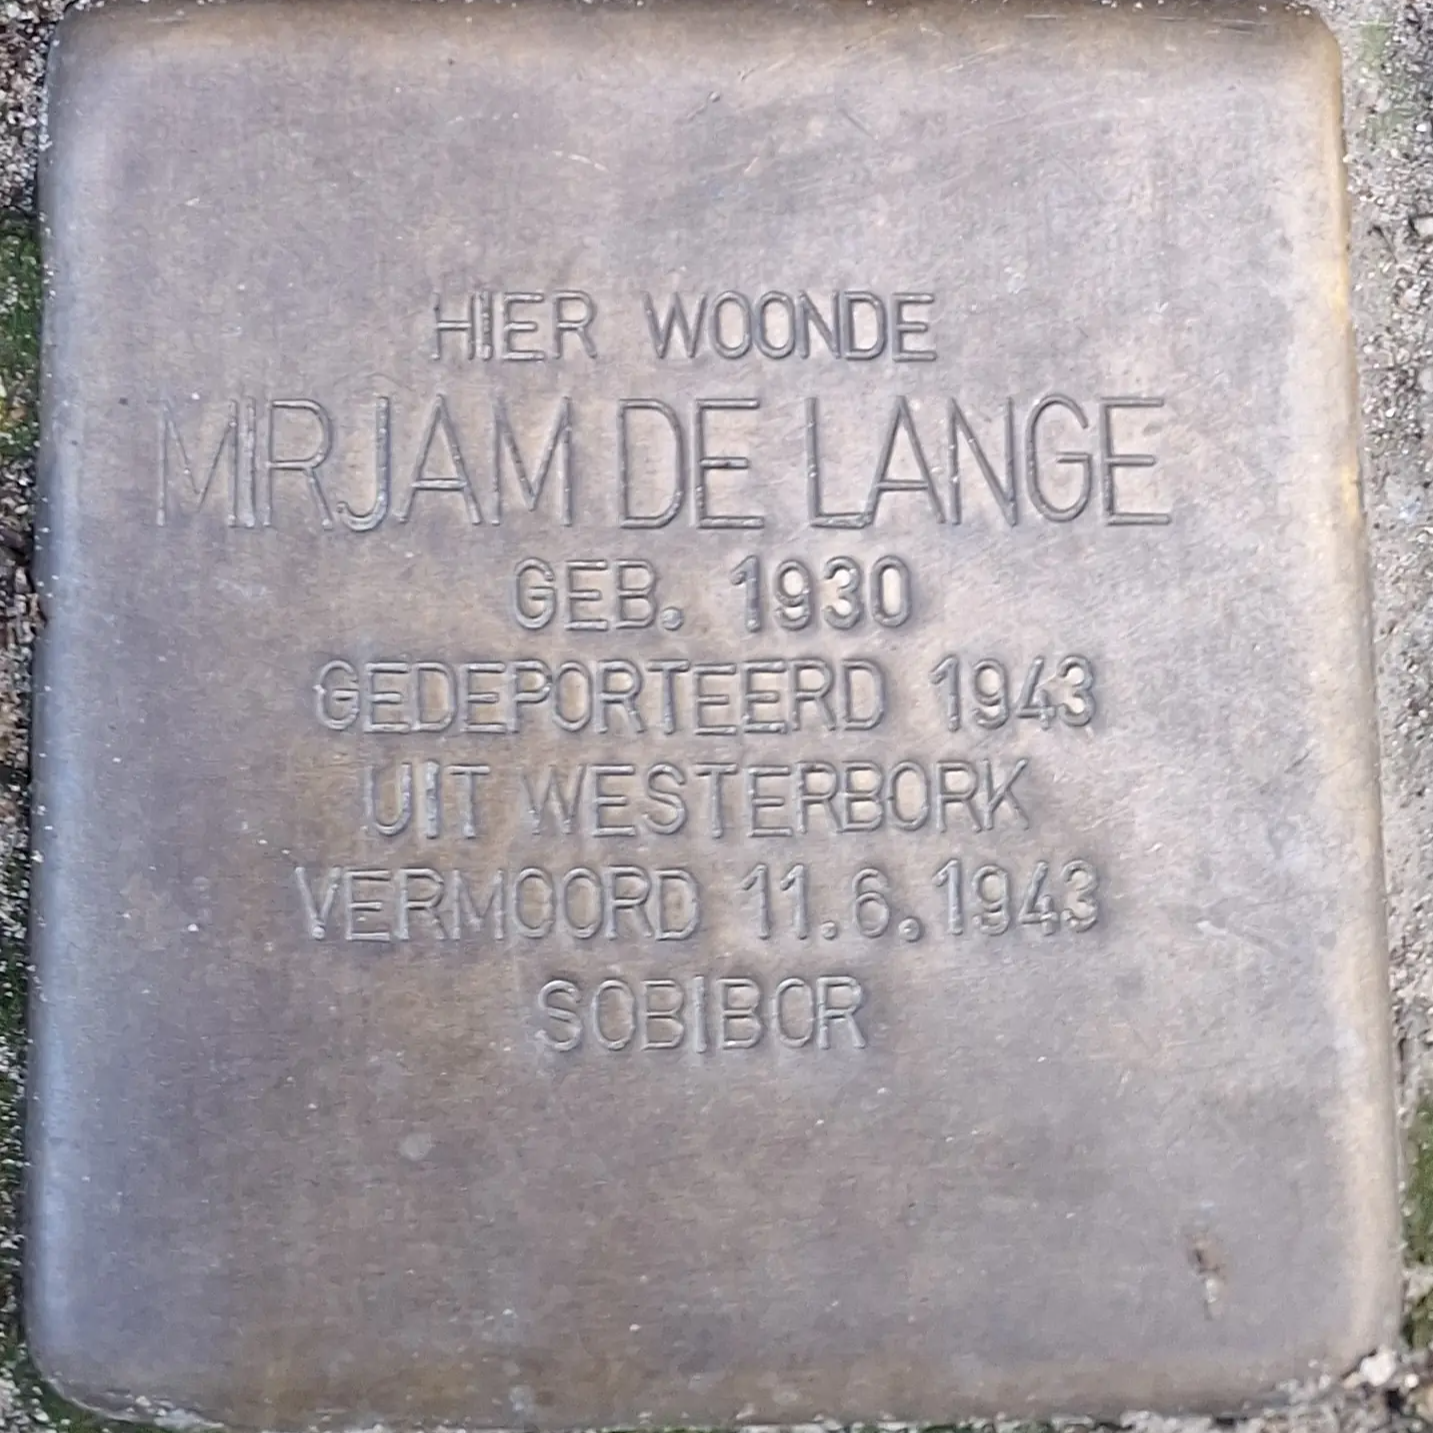 HIER WOONDE
MIRJAM DE LANGE
GEB. 1930
GEDEPORTEERD 1943
UIT WESTERBORK
VERMOORD 11.6.1943
SOBIBOR